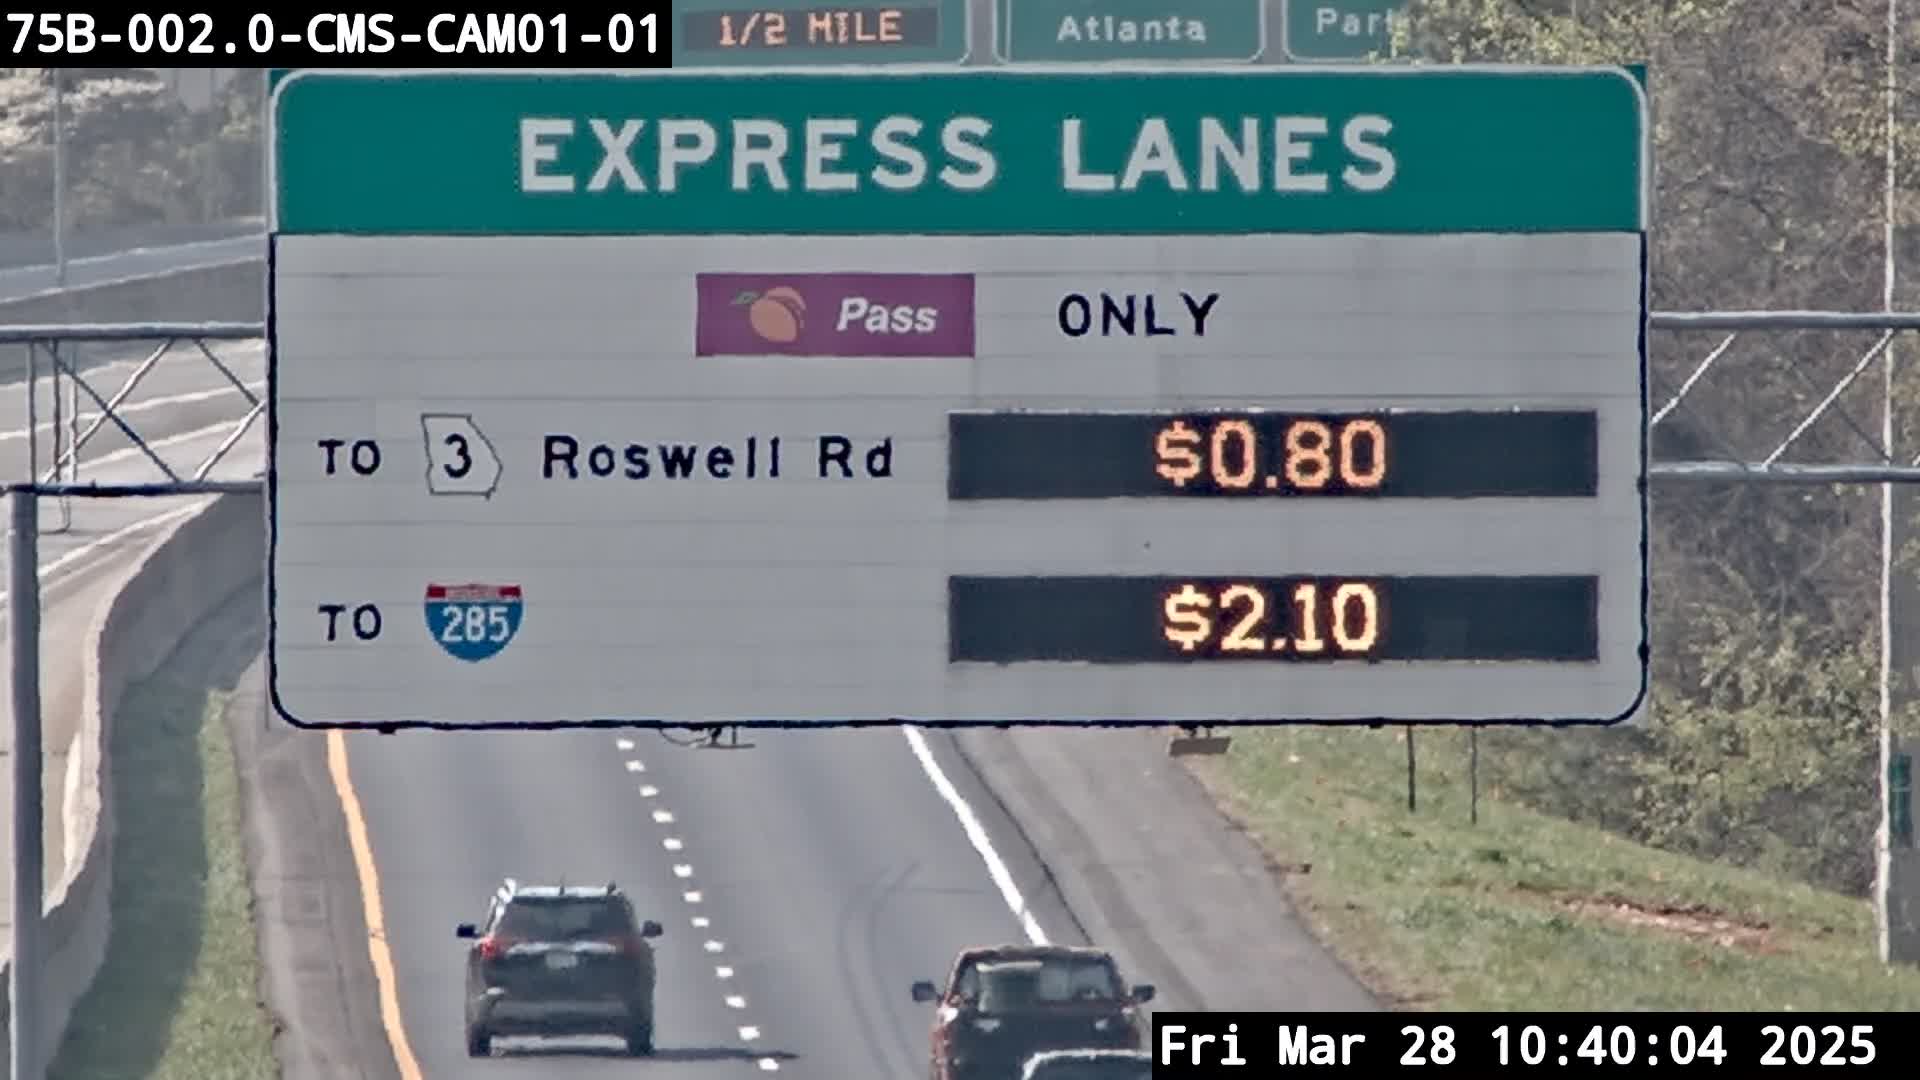 75B-002.0-CMS-CAM01-01
1/2 MILE
Atlanta
EXPRESS LANES
Pass ONLY
TO 3 Roswell Rd $0.80
TO 285 $2.10
Fri Mar 28 10:40:04 2025